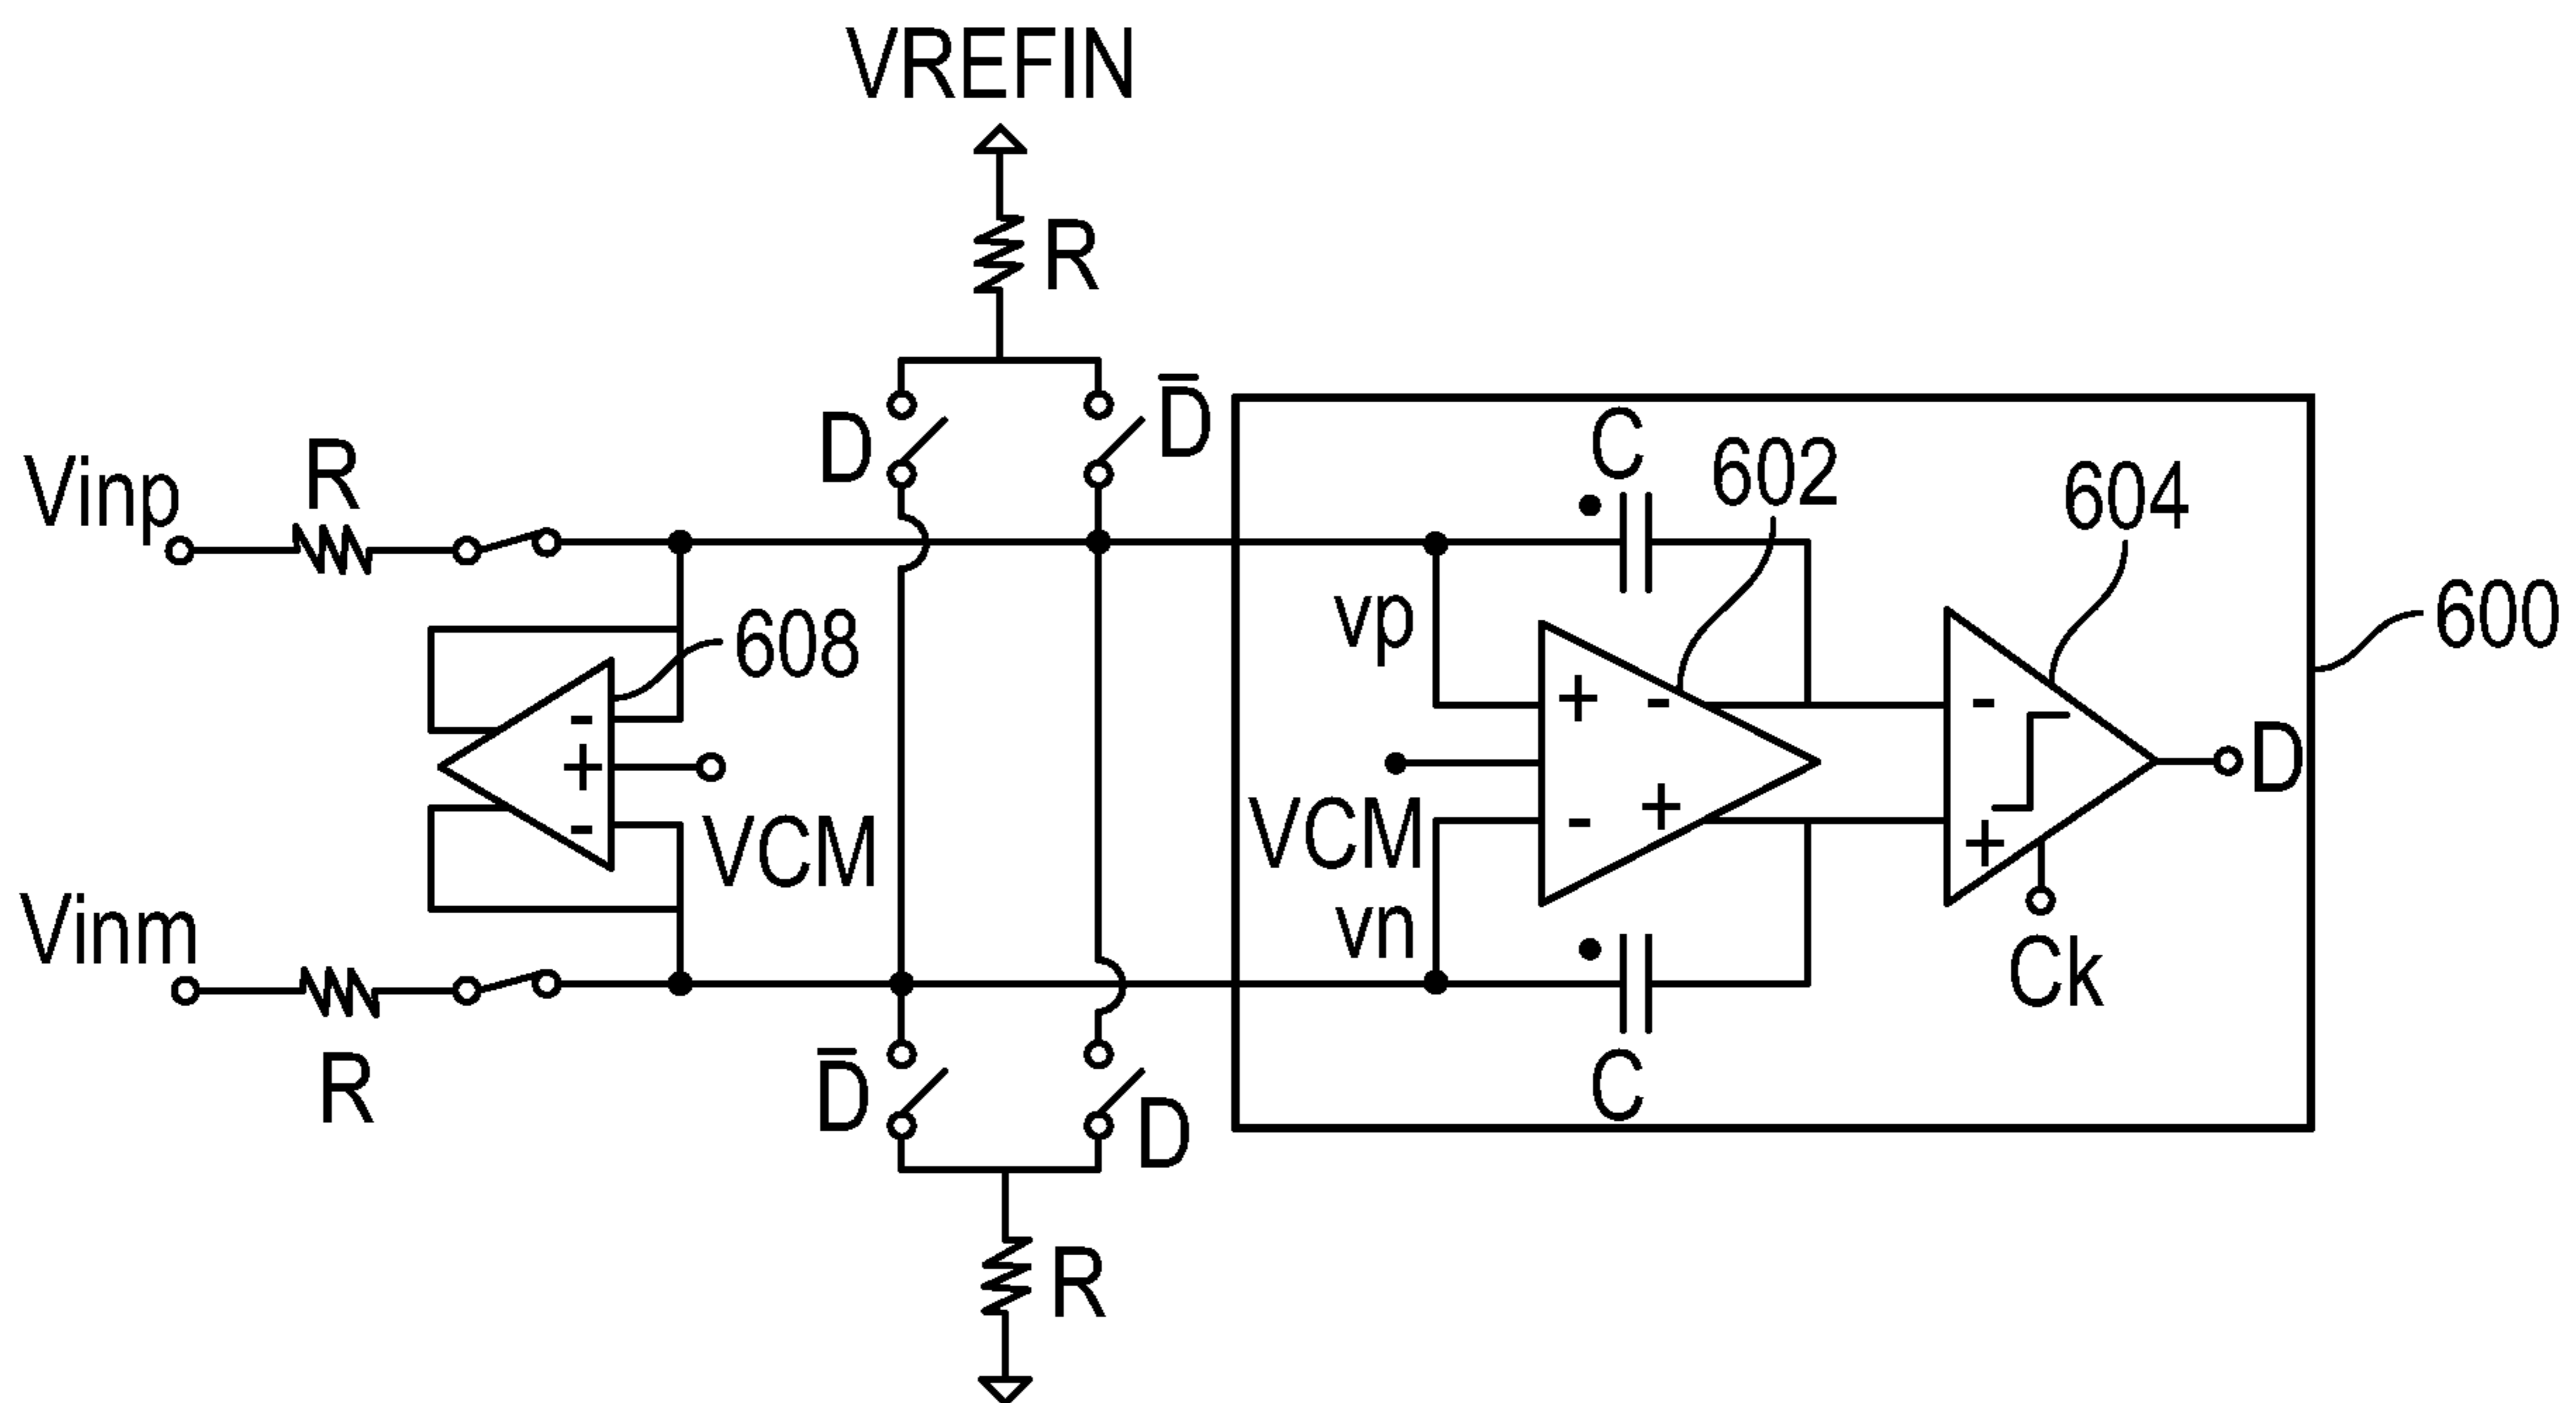 VREFIN
R
D
D̅
Vinp
R
C
602
604
600
vp
608
+
-
-
-
+
VCM
-
VCM
-
+
+
D
Vinm
vn
Ck
R
D̅
D
C
R